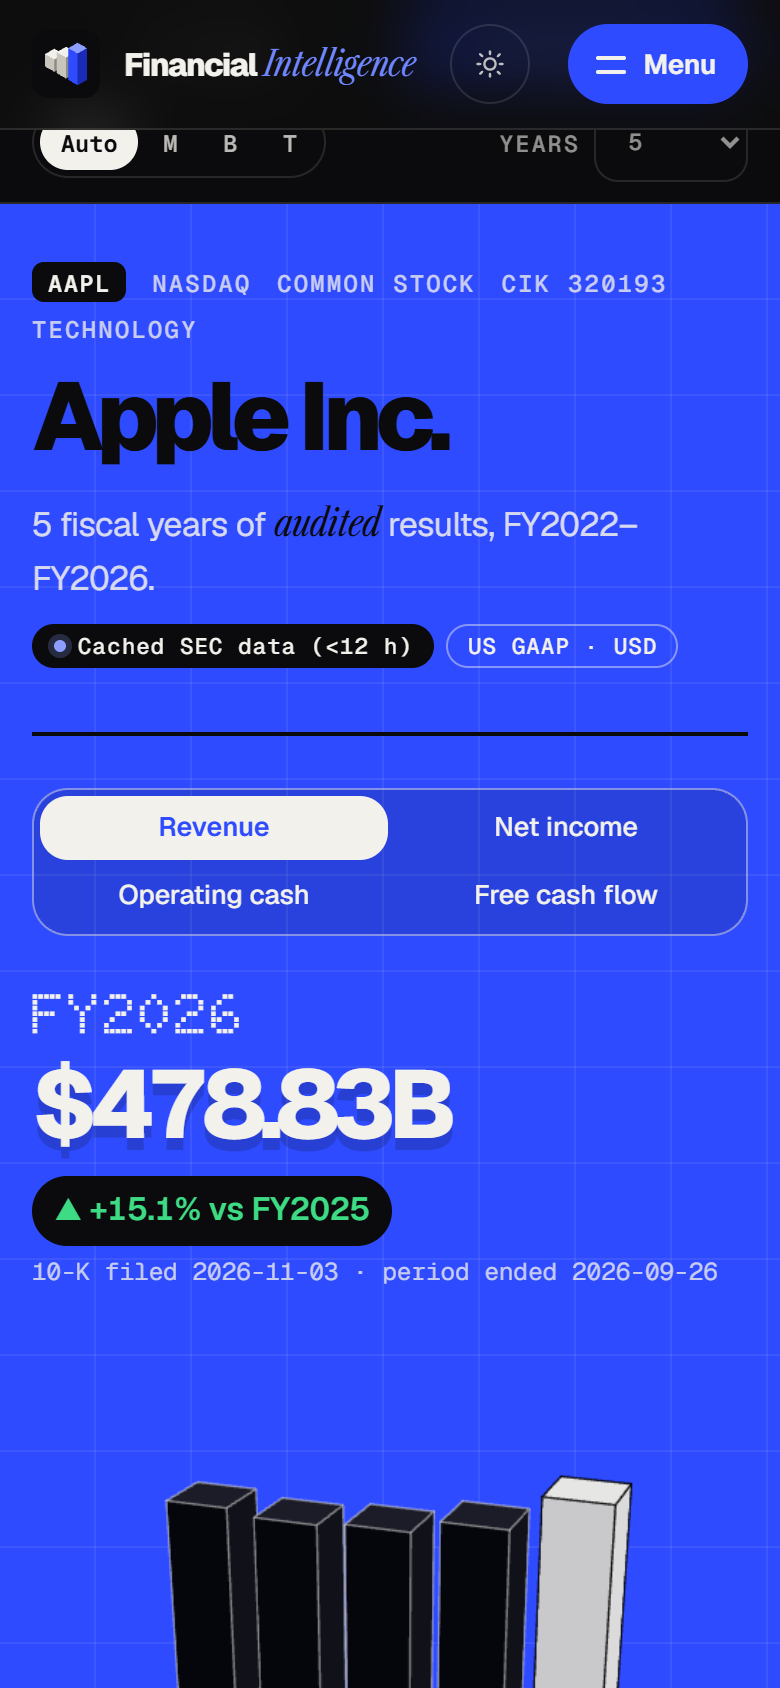 Financial Intelligence
Menu
Auto M B T YEARS 5
AAPL NASDAQ COMMON STOCK CIK 320193
TECHNOLOGY
Apple Inc.
5 fiscal years of audited results, FY2022–
FY2026.
Cached SEC data (<12 h) US GAAP · USD
Revenue Net income
Operating cash Free cash flow
FY2026
$478.83B
▲ +15.1% vs FY2025
10-K filed 2026-11-03 · period ended 2026-09-26